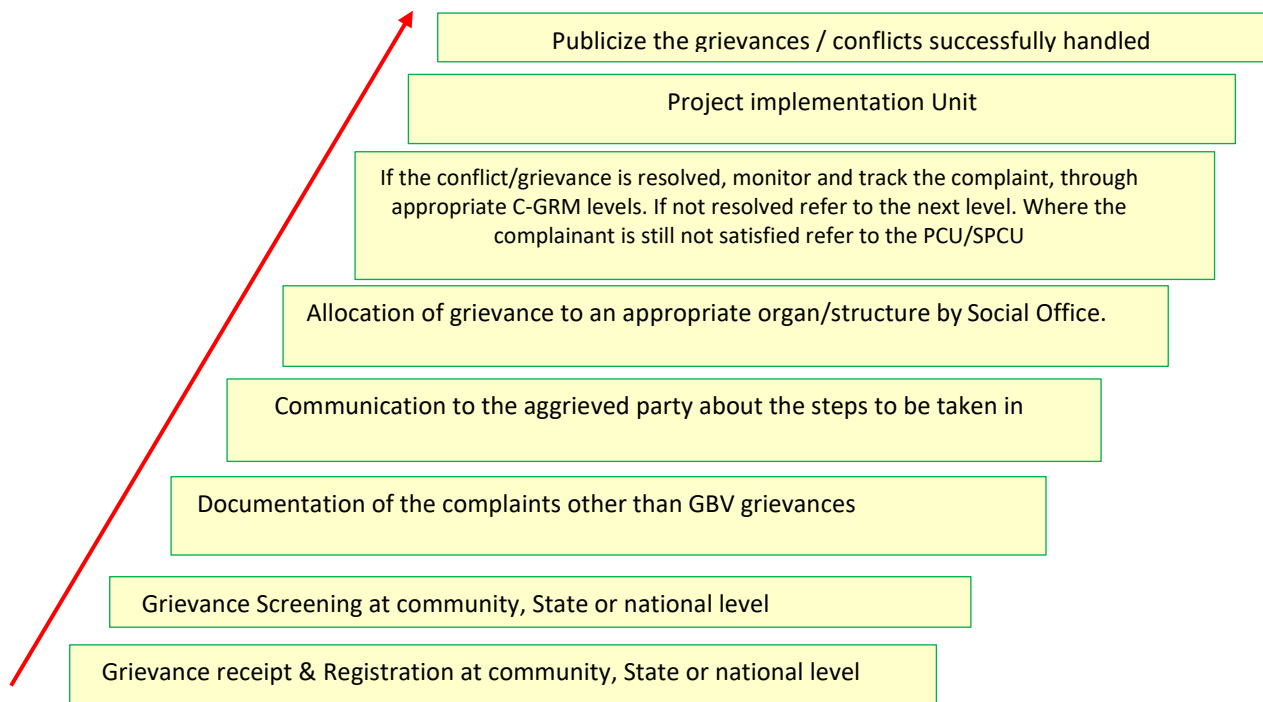 Publicize the grievances / conflicts successfully handled
Project implementation Unit
If the conflict/grievance is resolved, monitor and track the complaint, through
appropriate C-GRM levels. If not resolved refer to the next level. Where the
complainant is still not satisfied refer to the PCU/SPCU
Allocation of grievance to an appropriate organ/structure by Social Office.
Communication to the aggrieved party about the steps to be taken in
Documentation of the complaints other than GBV grievances
Grievance Screening at community, State or national level
Grievance receipt & Registration at community, State or national level